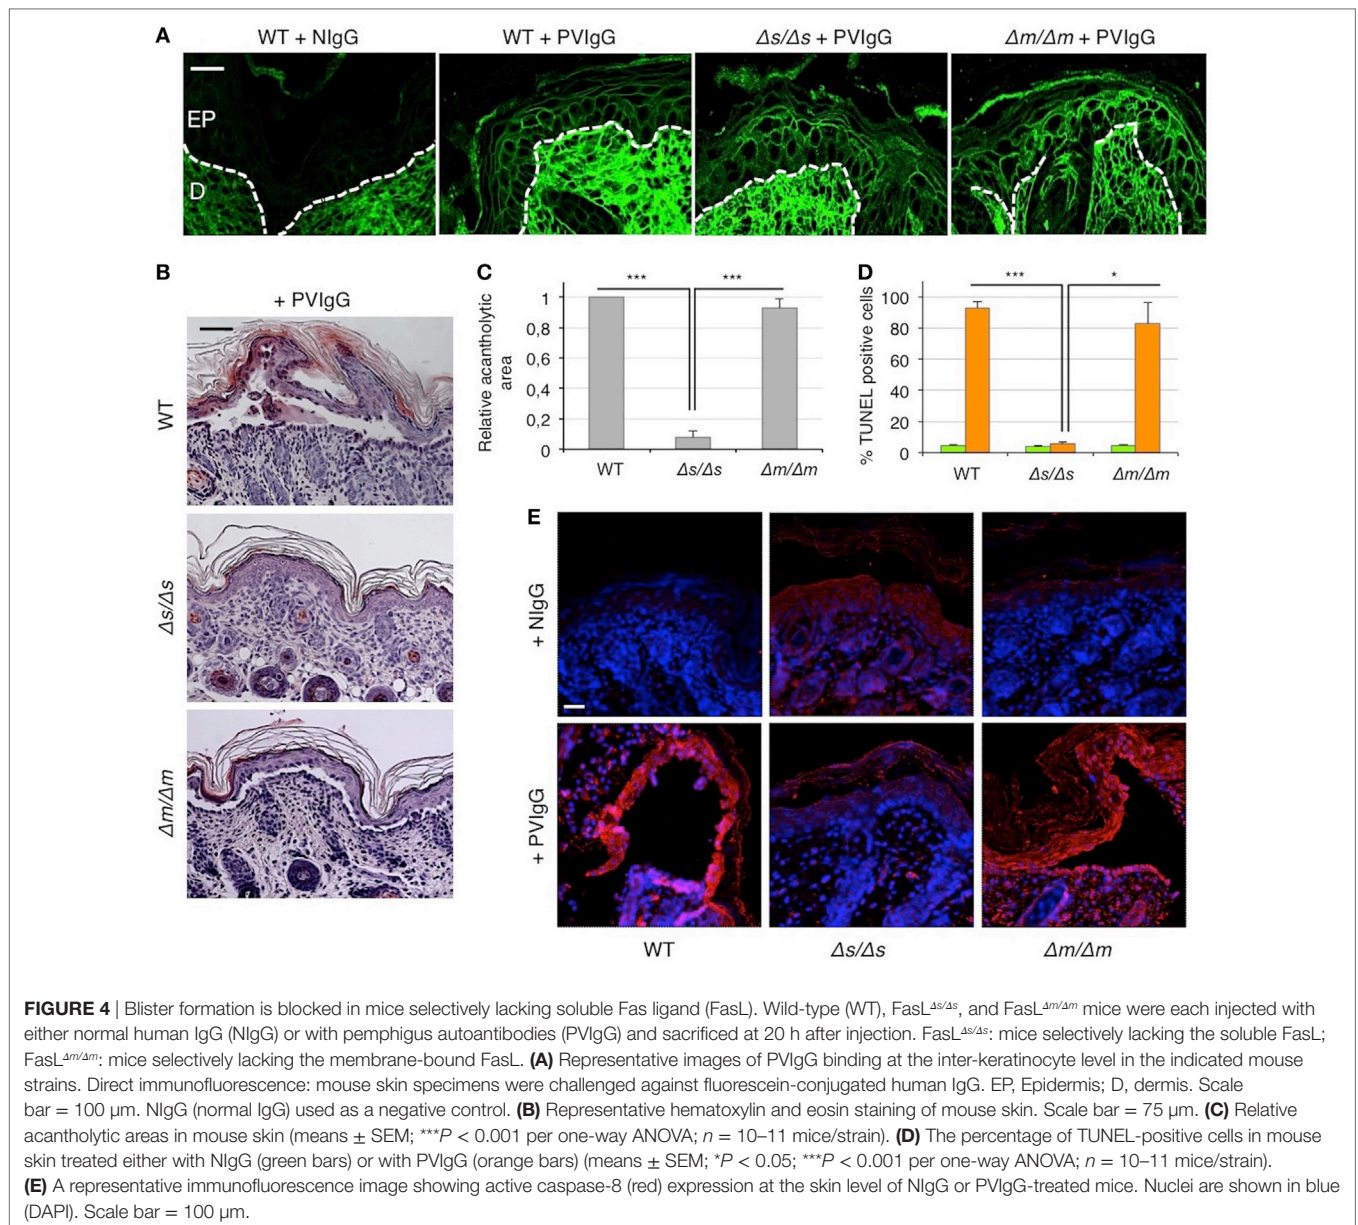 A
WT + NIgG
WT + PVIgG
Δs/Δs + PVIgG
Δm/Δm + PVIgG
EP
D
B
+ PVIgG
WT
Δs/Δs
Δm/Δm
C
Relative acantholytic
area
***
***
1
0,8
0,6
0,4
0,2
0
WT
Δs/Δs
Δm/Δm
D
% TUNEL positive cells
***
*
100
80
60
40
20
0
WT
Δs/Δs
Δm/Δm
E
+ NIgG
+ PVIgG
WT
Δs/Δs
Δm/Δm
FIGURE 4 | Blister formation is blocked in mice selectively lacking soluble Fas ligand (FasL). Wild-type (WT), FasLΔs/Δs, and FasLΔm/Δm mice were each injected with
either normal human IgG (NIgG) or with pemphigus autoantibodies (PVIgG) and sacrificed at 20 h after injection. FasLΔs/Δs: mice selectively lacking the soluble FasL;
FasLΔm/Δm: mice selectively lacking the membrane-bound FasL. (A) Representative images of PVIgG binding at the inter-keratinocyte level in the indicated mouse
strains. Direct immunofluorescence: mouse skin specimens were challenged against fluorescein-conjugated human IgG. EP, Epidermis; D, dermis. Scale
bar = 100 μm. NIgG (normal IgG) used as a negative control. (B) Representative hematoxylin and eosin staining of mouse skin. Scale bar = 75 μm. (C) Relative
acantholytic areas in mouse skin (means ± SEM; ***P < 0.001 per one-way ANOVA; n = 10–11 mice/strain). (D) The percentage of TUNEL-positive cells in mouse
skin treated either with NIgG (green bars) or with PVIgG (orange bars) (means ± SEM; *P < 0.05; ***P < 0.001 per one-way ANOVA; n = 10–11 mice/strain).
(E) A representative immunofluorescence image showing active caspase-8 (red) expression at the skin level of NIgG or PVIgG-treated mice. Nuclei are shown in blue
(DAPI). Scale bar = 100 μm.